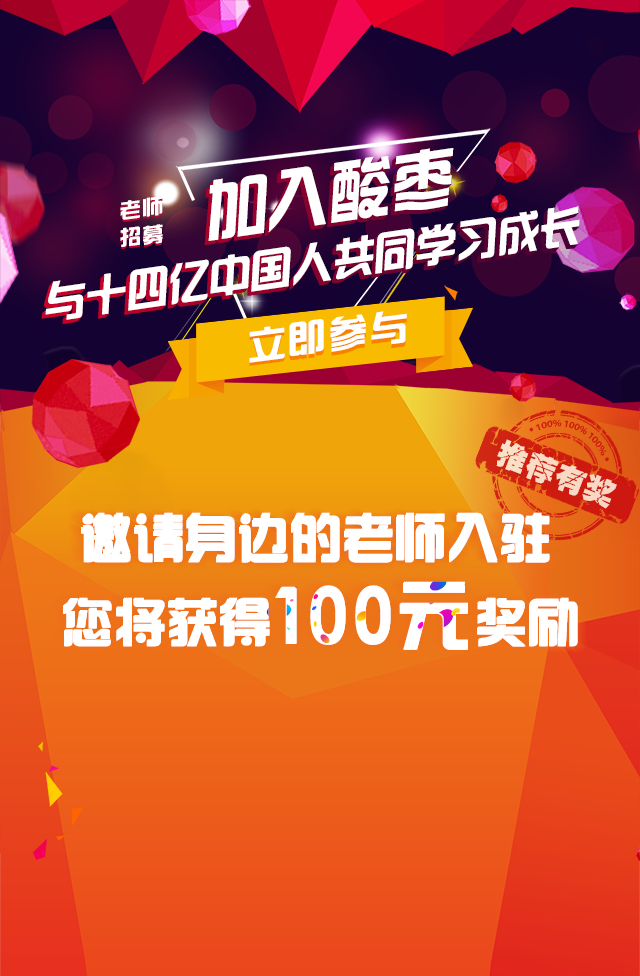 老师
招募
加入酸枣
与十四亿中国人共同学习成长
立即参与
100% 100% 100%
推荐有奖
邀请身边的老师入驻
您将获得100元奖励